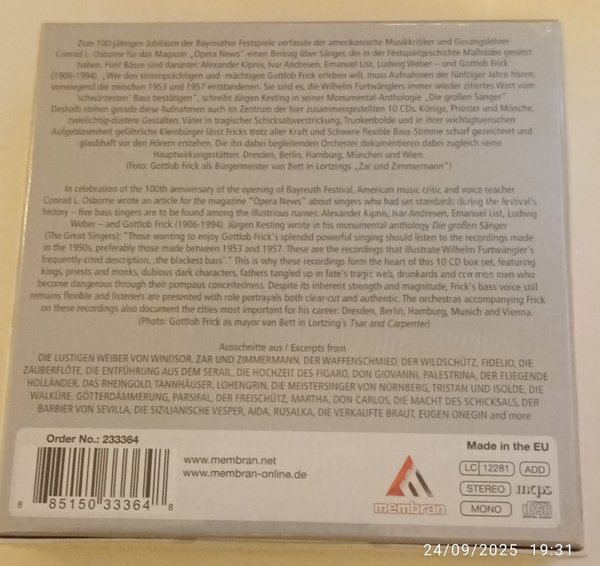 Zum 100-jährigen Jubiläum der Bayreuther Festspiele verfasste der amerikanische Musikkritiker und Gesangslehrer
Conrad L. Osborne für das Magazin „Opera News" einen Beitrag über Sänger, die in der Festspielgeschichte Maßstäbe gesetzt
haben. Fünf Bässe sind darunter: Alexander Kipnis, Ivar Andresen, Emanuel List, Ludwig Weber – und Gottlob Frick
(1906-1994). „Wer den stimmprächtigen und -mächtigen Gottlob Frick erleben will, muss Aufnahmen der fünfziger Jahre hören,
vorwiegend die zwischen 1953 und 1957 entstandenen. Sie sind es, die Wilhelm Furtwänglers immer wieder zitiertes Wort vom
'schwärzesten' Bass bestätigen", schreibt Jürgen Kesting in seiner Monumental-Anthologie „Die großen Sänger".
Deshalb stehen gerade diese Aufnahmen auch im Zentrum der hier zusammengestellten 10 CDs. Könige, Priester und Mönche,
zwielichtig-düstere Gestalten, Väter in tragischer Schicksalsverstrickung, Trunkenbolde und in ihrer wichtigtuerischen
Aufgeblasenheit gefährliche Kleinbürger lässt Fricks trotz aller Kraft und Schwere flexible Bass-Stimme scharf gezeichnet und
glaubhaft vor den Hörern erstehen. Die ihn dabei begleitenden Orchester dokumentieren dabei zugleich seine
Hauptwirkungsstätten: Dresden, Berlin, Hamburg, München und Wien.
(Foto: Gottlob Frick als Bürgermeister van Bett in Lortzings „Zar und Zimmermann")
In celebration of the 100th anniversary of the opening of Bayreuth Festival, American music critic and voice teacher
Conrad L. Osborne wrote an article for the magazine "Opera News" about singers who had set standards during the festival's
history – five bass singers are to be found among the illustrious names: Alexander Kipnis, Ivar Andresen, Emanuel List, Ludwig
Weber – and Gottlob Frick (1906-1994). Jürgen Kesting wrote in his monumental anthology Die großen Sänger
(The Great Singers): "Those wanting to enjoy Gottlob Frick's splendid powerful singing should listen to the recordings made
in the 1950s, preferably those made between 1953 and 1957. These are the records that illustrate Wilhelm Furtwängler's
frequently-cited description, 'the blackest bass'." This is why these recordings form the heart of this 10 CD box set, featuring
kings, priests and monks, dubious dark characters, fathers tangled up in fate's tragic web, drunkards and common men who
become dangerous through their pompous conceitedness. Despite its inherent strength and magnitude, Frick's bass voice still
remains flexible and listeners are presented with role portrayals both clear-cut and authentic. The orchestras accompanying Frick
on these recordings also document the cities most important for his career: Dresden, Berlin, Hamburg, Munich and Vienna.
(Photo: Gottlob Frick as mayor van Bett in Lortzing's Tsar and Carpenter)
Ausschnitte aus / Excerpts from
DIE LUSTIGEN WEIBER VON WINDSOR, ZAR UND ZIMMERMANN, DER WAFFENSCHMIED, DER WILDSCHÜTZ, FIDELIO, DIE
ZAUBERFLÖTE, DIE ENTFÜHRUNG AUS DEM SERAIL, DIE HOCHZEIT DES FIGARO, DON GIOVANNI, PALESTRINA, DER FLIEGENDE
HOLLÄNDER, DAS RHEINGOLD, TANNHÄUSER, LOHENGRIN, DIE MEISTERSINGER VON NÜRNBERG, TRISTAN UND ISOLDE, DIE
WALKÜRE, GÖTTERDÄMMERUNG, PARSIFAL, DER FREISCHÜTZ, MARTHA, DON CARLOS, DIE MACHT DES SCHICKSALS, DER
BARBIER VON SEVILLA, DIE SIZILIANISCHE VESPER, AIDA, RUSALKA, DIE VERKAUFTE BRAUT, EUGEN ONEGIN and more
Order No.: 233364
8 85150 33364 8
www.membran.net
www.membran-online.de
membran
Made in the EU
LC 12281 ADD
STEREO mcps
MONO COMPACT disc DIGITAL AUDIO
24/09/2025 19:31